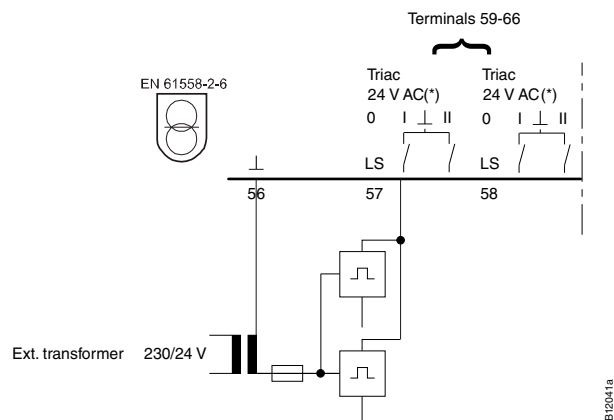 Terminals 59-66
EN 61558-2-6
Triac
24 V AC(*)
0 I ⊥ II
Triac
24 V AC(*)
0 I ⊥ II
⊥
LS
LS
56
57
58
Ext. transformer 230/24 V
B12041a